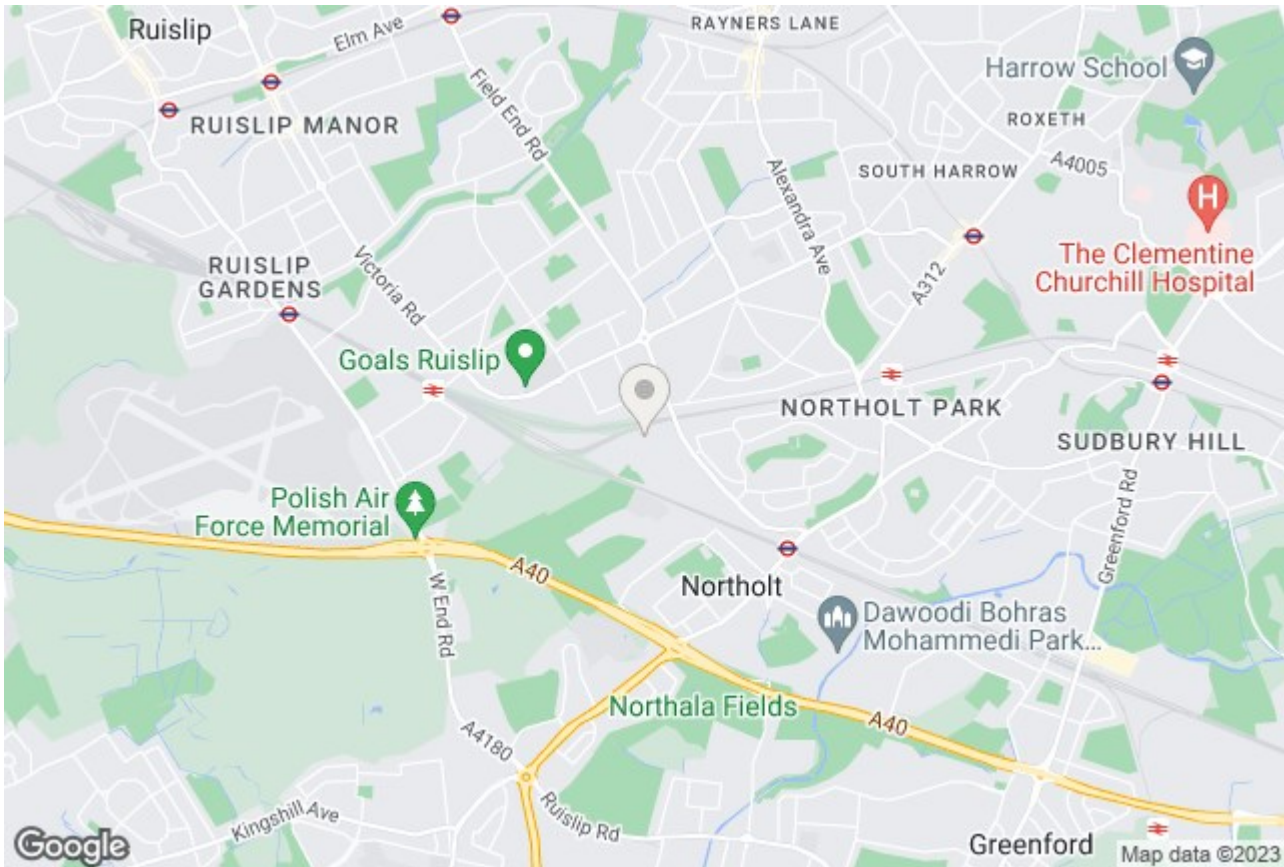 RAYNERS LANE
Ruislip
Elm Ave
Harrow School
Field End Rd
RUISLIP MANOR
ROXETH
A4005
Alexandra Ave
SOUTH HARROW
H
The Clementine
Churchill Hospital
RUISLIP
GARDENS
Victoria Rd
A312
Goals Ruislip
NORTHOLT PARK
SUDBURY HILL
Polish Air
Force Memorial
Greenford Rd
A40
W End Rd
Northolt
Dawoodi Bohras
Mohammedi Park...
Northala Fields
A40
A4180
Kingshill Ave
Ruislip Rd
Greenford
Google
Map data ©2023